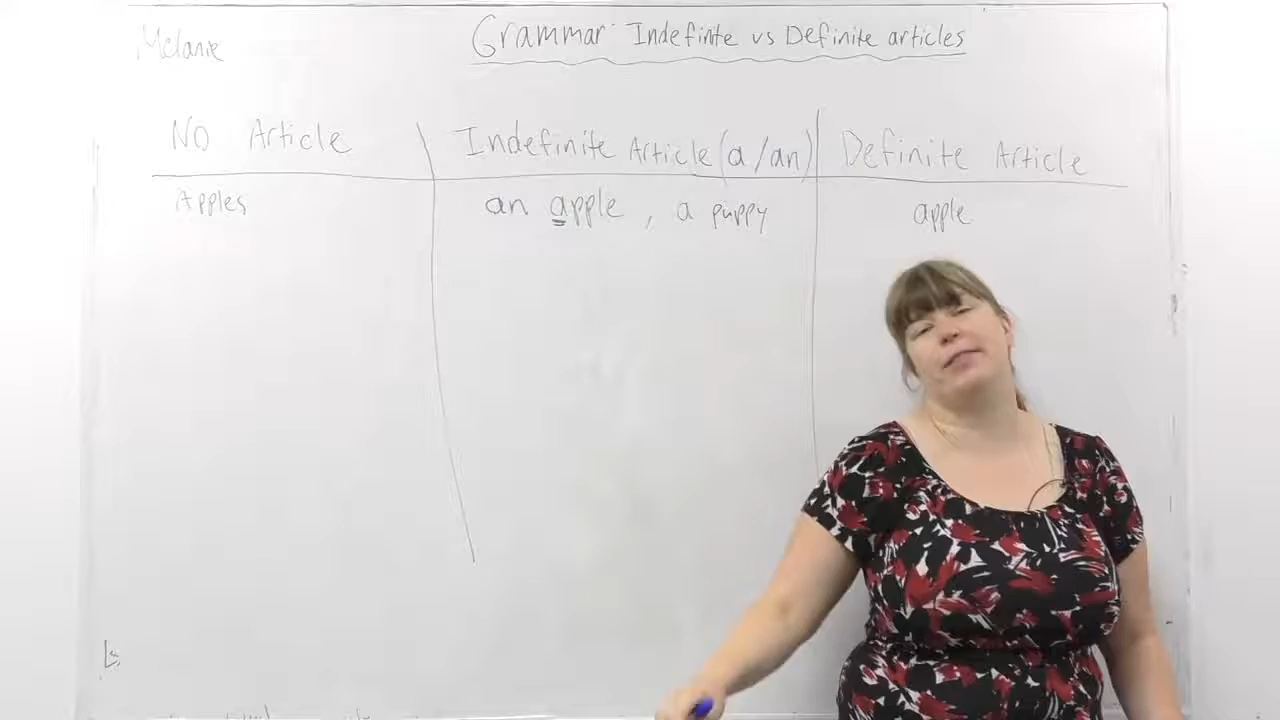 Melanie
Grammar Indefinite vs Definite articles
No Article
Indefinite Article (a/an)
Definite Article
Apples
an apple, a puppy
apple